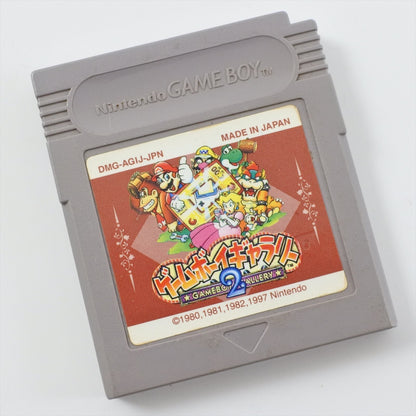 Nintendo GAME BOY TM
DMG-AGIJ-JPN MADE IN JAPAN
ゲームボーイギャラリー
2
GAMEBOY GALLERY
©1980,1981,1982,1997 Nintendo